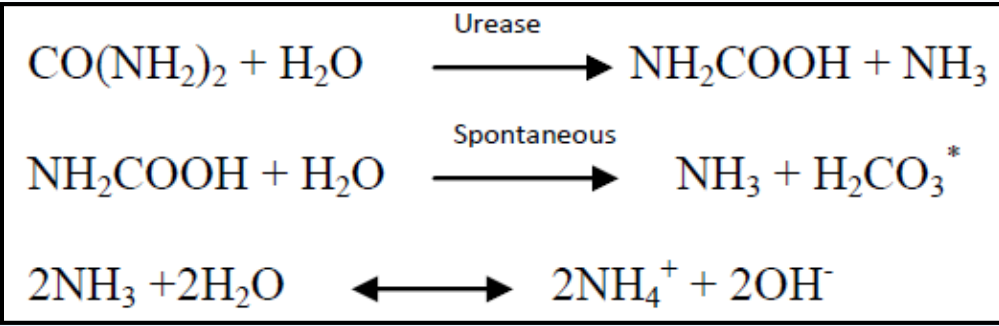 Urease
CO(NH₂)₂ + H₂O ⟶ NH₂COOH + NH₃
Spontaneous
NH₂COOH + H₂O ⟶ NH₃ + H₂CO₃*
2NH₃ +2H₂O ⟷ 2NH₄⁺ + 2OH⁻